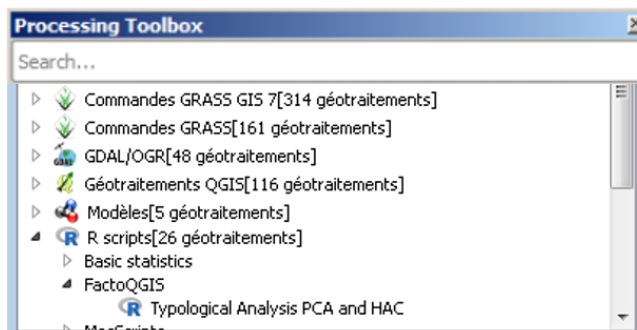 Processing Toolbox
Search...
Commandes GRASS GIS 7[314 géotraitements]
Commandes GRASS[161 géotraitements]
GDAL/OGR[48 géotraitements]
Géotraitements QGIS[116 géotraitements]
Modèles[5 géotraitements]
R scripts[26 géotraitements]
Basic statistics
FactoQGIS
Typological Analysis PCA and HAC